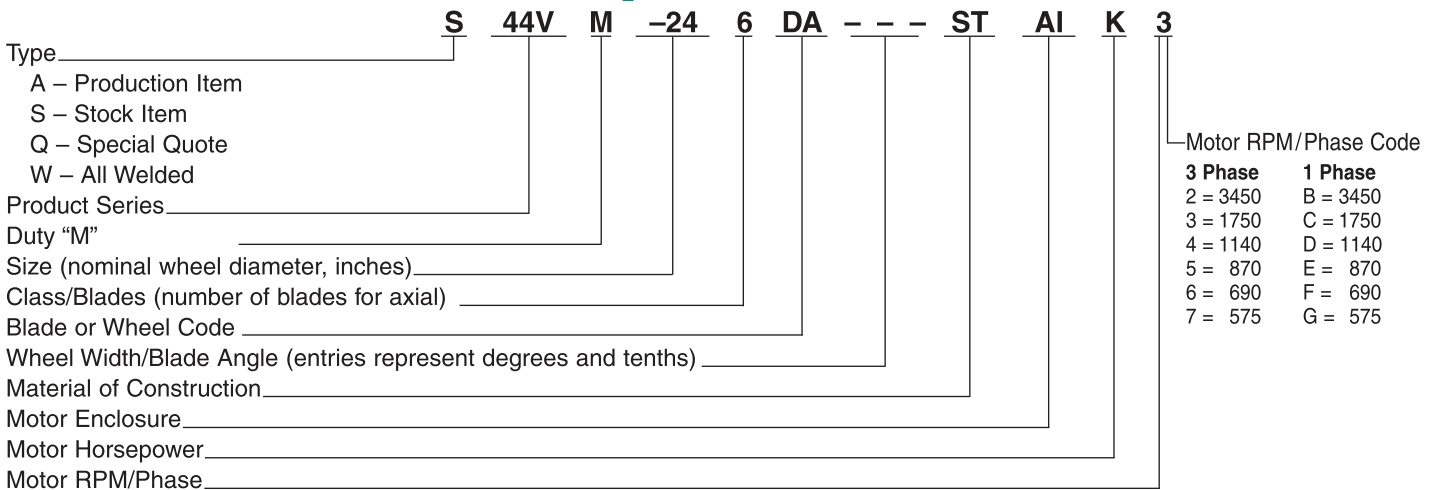 S 44V M –24 6 DA – – – ST AI K 3
Type
A – Production Item
S – Stock Item
Q – Special Quote
W – All Welded
Product Series
Duty “M”
Size (nominal wheel diameter, inches)
Class/Blades (number of blades for axial)
Blade or Wheel Code
Wheel Width/Blade Angle (entries represent degrees and tenths)
Material of Construction
Motor Enclosure
Motor Horsepower
Motor RPM/Phase
Motor RPM/Phase Code
3 Phase 1 Phase
2 = 3450 B = 3450
3 = 1750 C = 1750
4 = 1140 D = 1140
5 = 870 E = 870
6 = 690 F = 690
7 = 575 G = 575